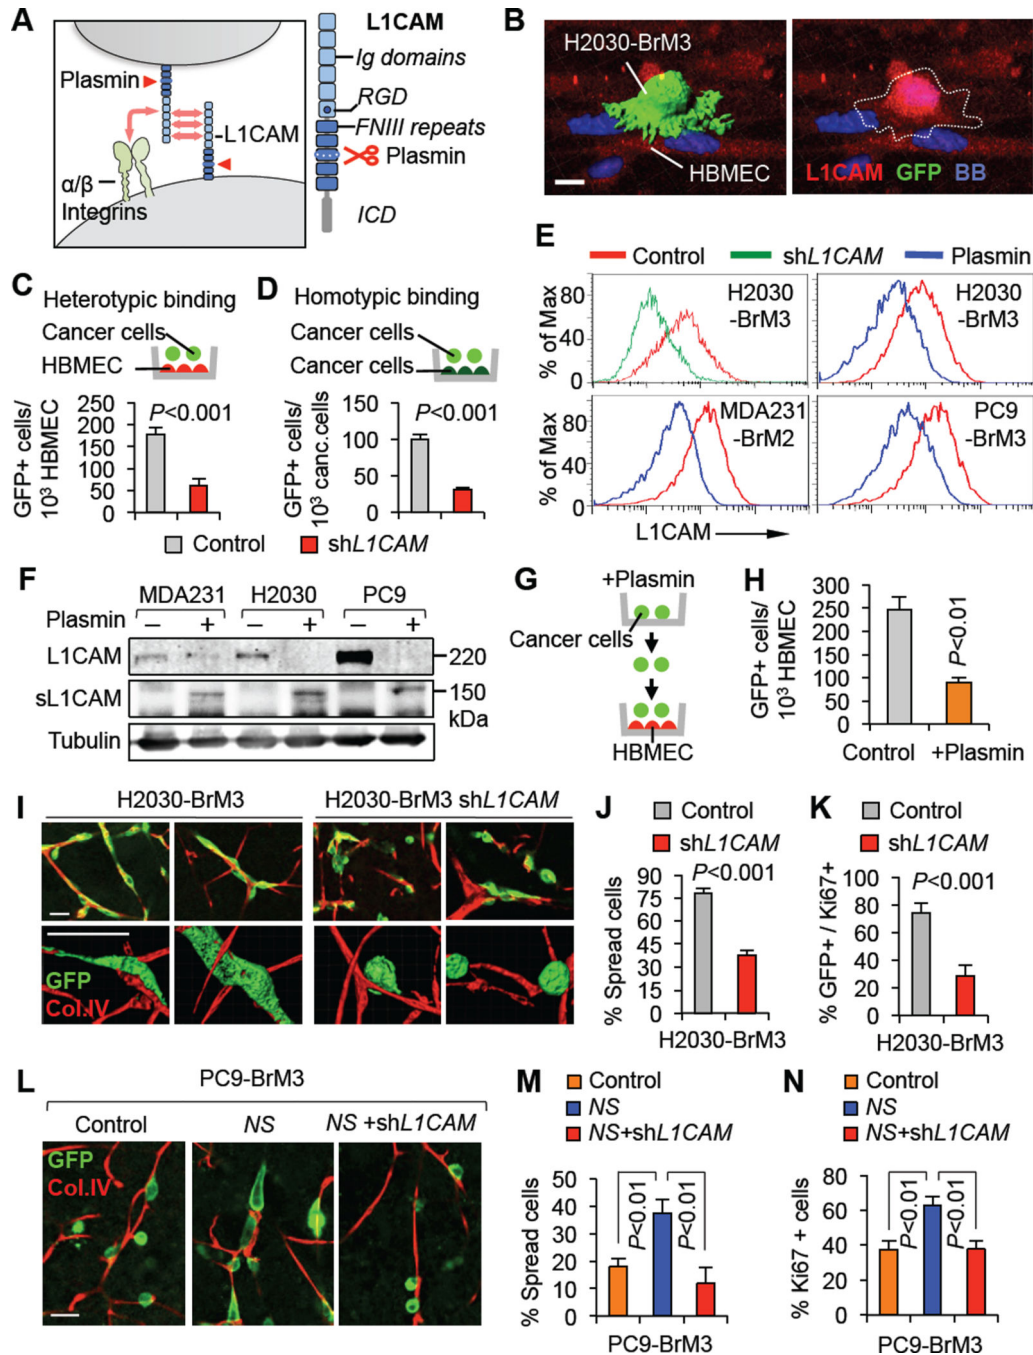 A
Plasmin
L1CAM
α/β
Integrins
L1CAM
Ig domains
RGD
FNIII repeats
Plasmin
ICD
B
H2030-BrM3
HBMEC
L1CAM GFP BB
C
Heterotypic binding
Cancer cells
HBMEC
GFP+ cells/
10³ HBMEC
250
200
150
100
50
0
P<0.001
D
Homotypic binding
Cancer cells
Cancer cells
GFP+ cells/
10³ canc.cells
150
100
50
0
P<0.001
Control
shL1CAM
E
Control
shL1CAM
Plasmin
% of Max
80
40
0
H2030
-BrM3
H2030
-BrM3
% of Max
80
40
0
MDA231
-BrM2
PC9
-BrM3
L1CAM
F
MDA231 H2030 PC9
Plasmin − + − + − +
L1CAM
220
sL1CAM
150
kDa
Tubulin
G
+Plasmin
Cancer cells
HBMEC
H
GFP+ cells/
10³ HBMEC
300
250
200
150
100
50
0
P<0.01
Control +Plasmin
I
H2030-BrM3
H2030-BrM3 shL1CAM
GFP
Col.IV
J
Control
shL1CAM
P<0.001
% Spread cells
90
75
60
45
30
15
0
H2030-BrM3
K
Control
shL1CAM
P<0.001
% GFP+ / Ki67+
100
80
60
40
20
0
H2030-BrM3
L
PC9-BrM3
Control NS NS +shL1CAM
GFP
Col.IV
M
Control
NS
NS+shL1CAM
% Spread cells
50
40
30
20
10
0
P<0.01
P<0.01
PC9-BrM3
N
Control
NS
NS+shL1CAM
% Ki67 + cells
80
60
40
20
0
P<0.01
P<0.01
PC9-BrM3